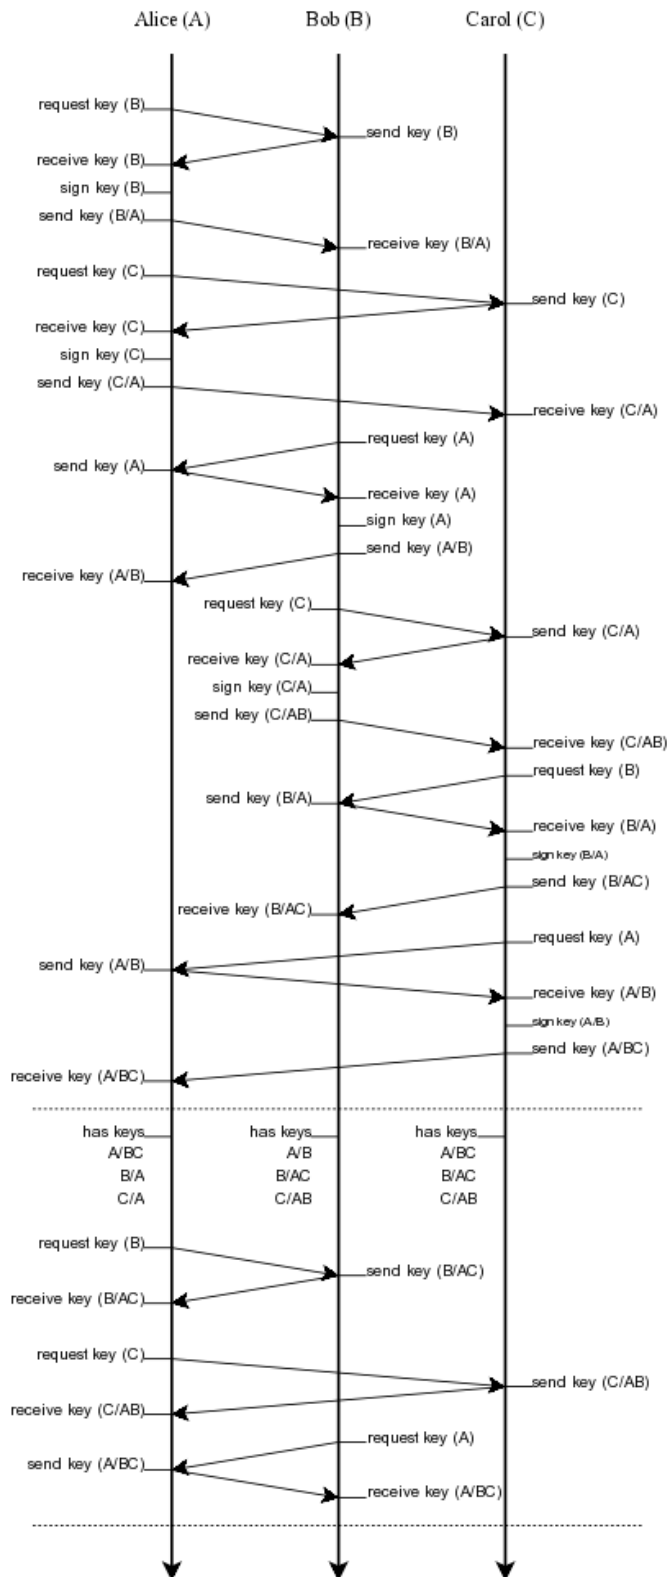 Alice (A) Bob (B) Carol (C)
request key (B)
send key (B)
receive key (B)
sign key (B)
send key (B/A)
receive key (B/A)
request key (C)
send key (C)
receive key (C)
sign key (C)
send key (C/A)
receive key (C/A)
request key (A)
send key (A)
receive key (A)
sign key (A)
send key (A/B)
receive key (A/B)
request key (C)
send key (C/A)
receive key (C/A)
sign key (C/A)
send key (C/AB)
receive key (C/AB)
request key (B)
send key (B/A)
receive key (B/A)
sign key (B/A)
send key (B/AC)
receive key (B/AC)
request key (A)
send key (A/B)
receive key (A/B)
sign key (A/B)
send key (A/BC)
receive key (A/BC)
has keys has keys has keys
A/BC A/B A/BC
B/A B/AC B/AC
C/A C/AB C/AB
request key (B)
send key (B/AC)
receive key (B/AC)
request key (C)
send key (C/AB)
receive key (C/AB)
request key (A)
send key (A/BC)
receive key (A/BC)